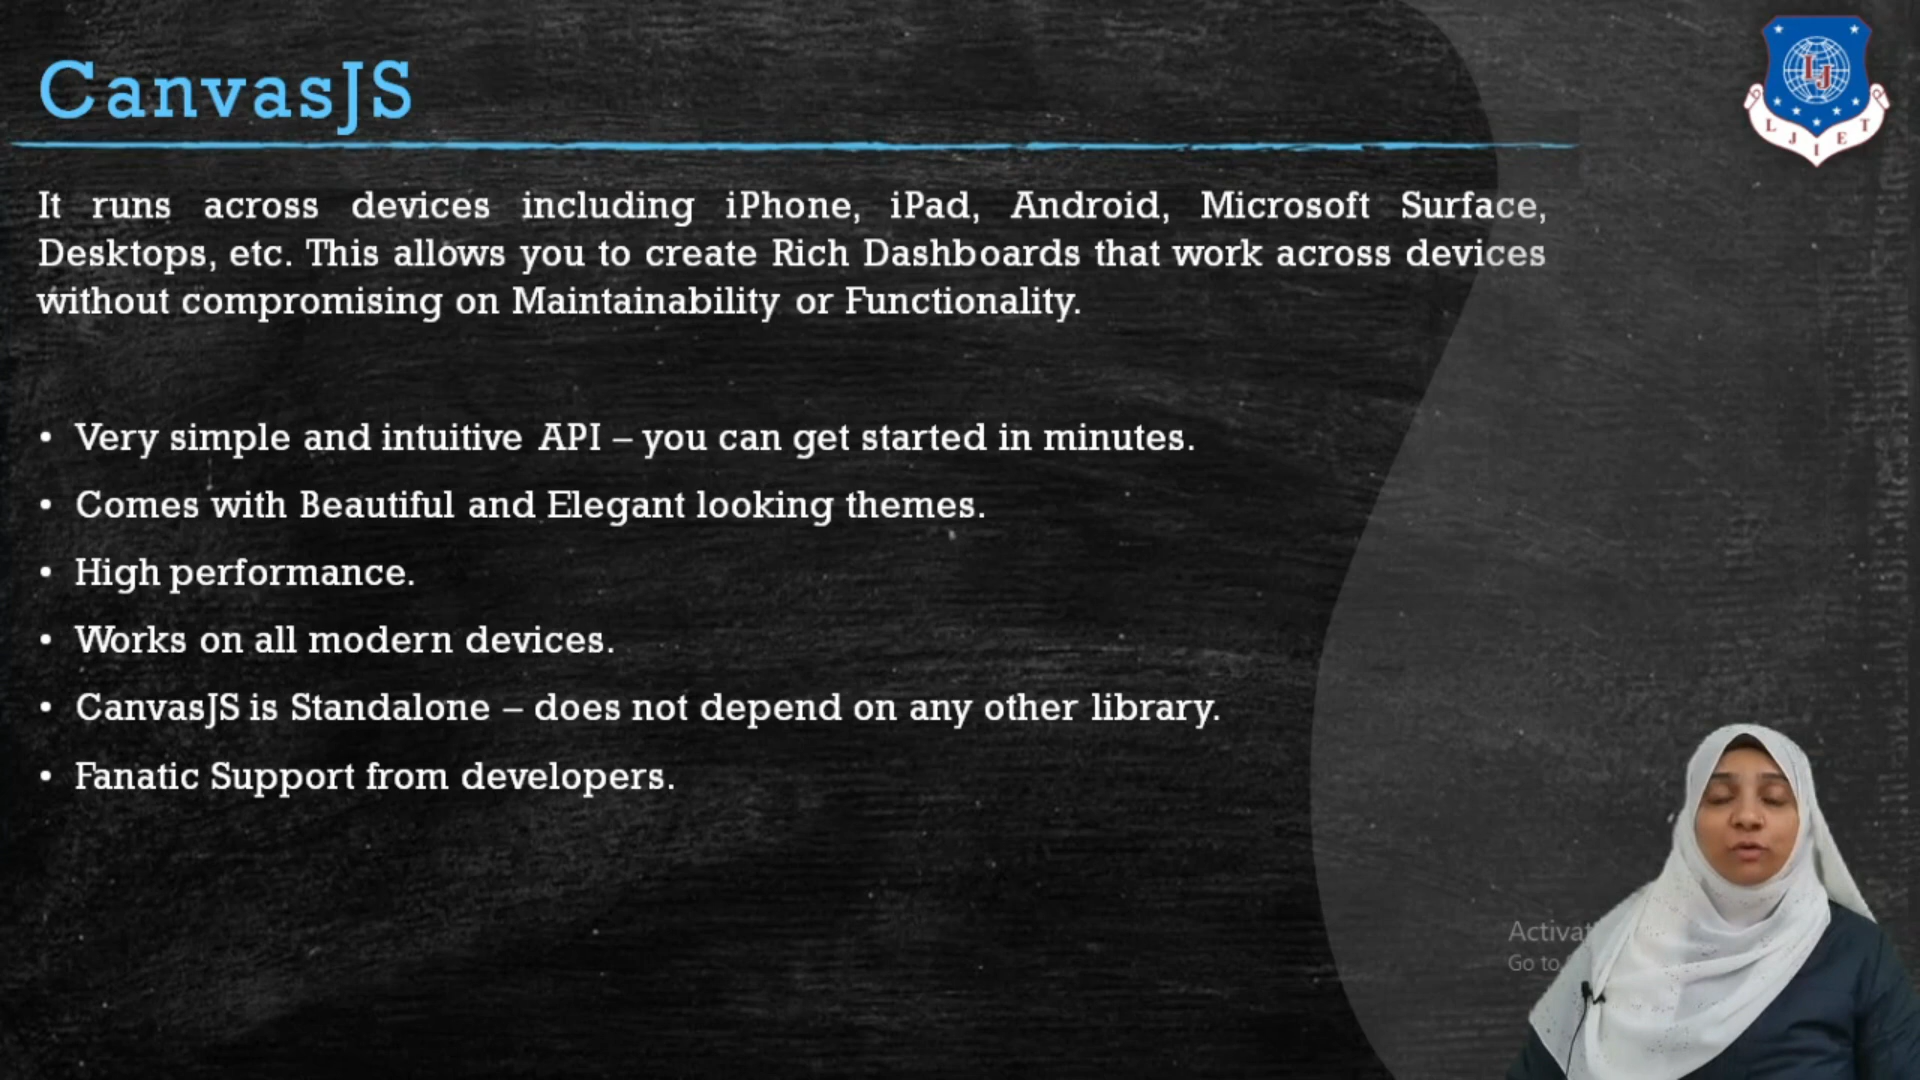 CanvasJS
It runs across devices including iPhone, iPad, Android, Microsoft Surface,
Desktops, etc. This allows you to create Rich Dashboards that work across devices
without compromising on Maintainability or Functionality.
• Very simple and intuitive API – you can get started in minutes.
• Comes with Beautiful and Elegant looking themes.
• High performance.
• Works on all modern devices.
• CanvasJS is Standalone – does not depend on any other library.
• Fanatic Support from developers.
LJ
L J I E T
Go to